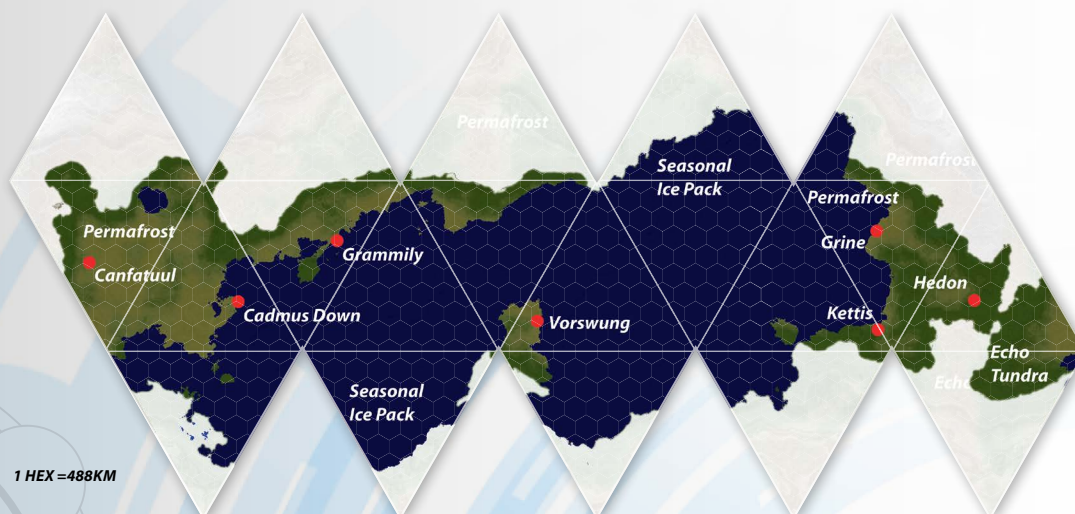 Permafrost
Permafrost
Seasonal
Ice Pack
Permafrost
Permafrost
Grine
Grammily
Canfatuul
Hedon
Cadmus Down
Vorswung
Kettis
Echo
Tundra
Echo
Seasonal
Ice Pack
1 HEX =488KM